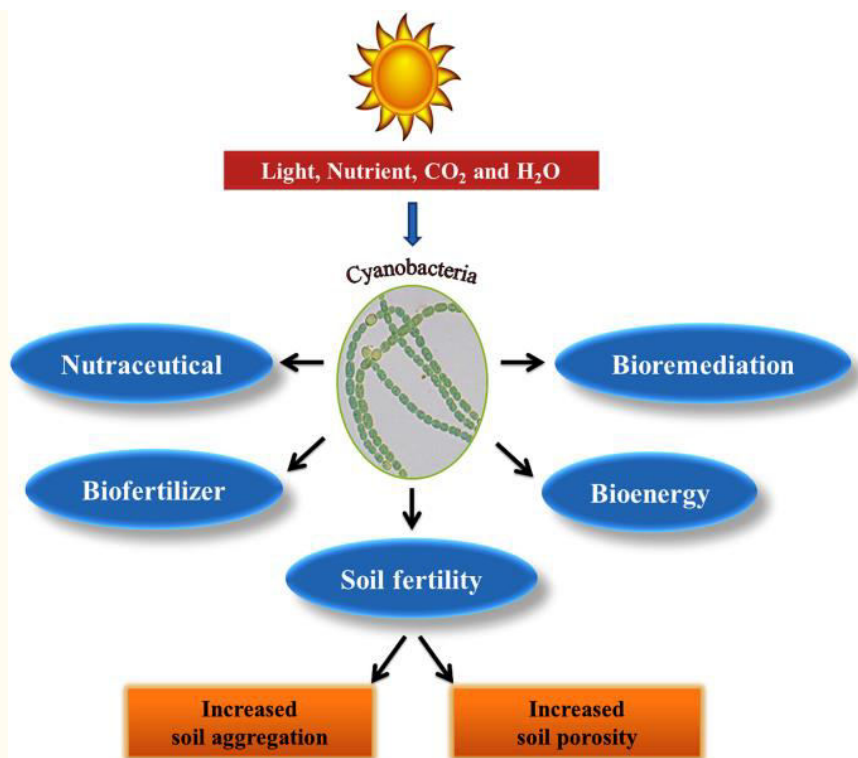 Light, Nutrient, CO₂ and H₂O
Cyanobacteria
Nutraceutical
Bioremediation
Biofertilizer
Bioenergy
Soil fertility
Increased
soil aggregation
Increased
soil porosity